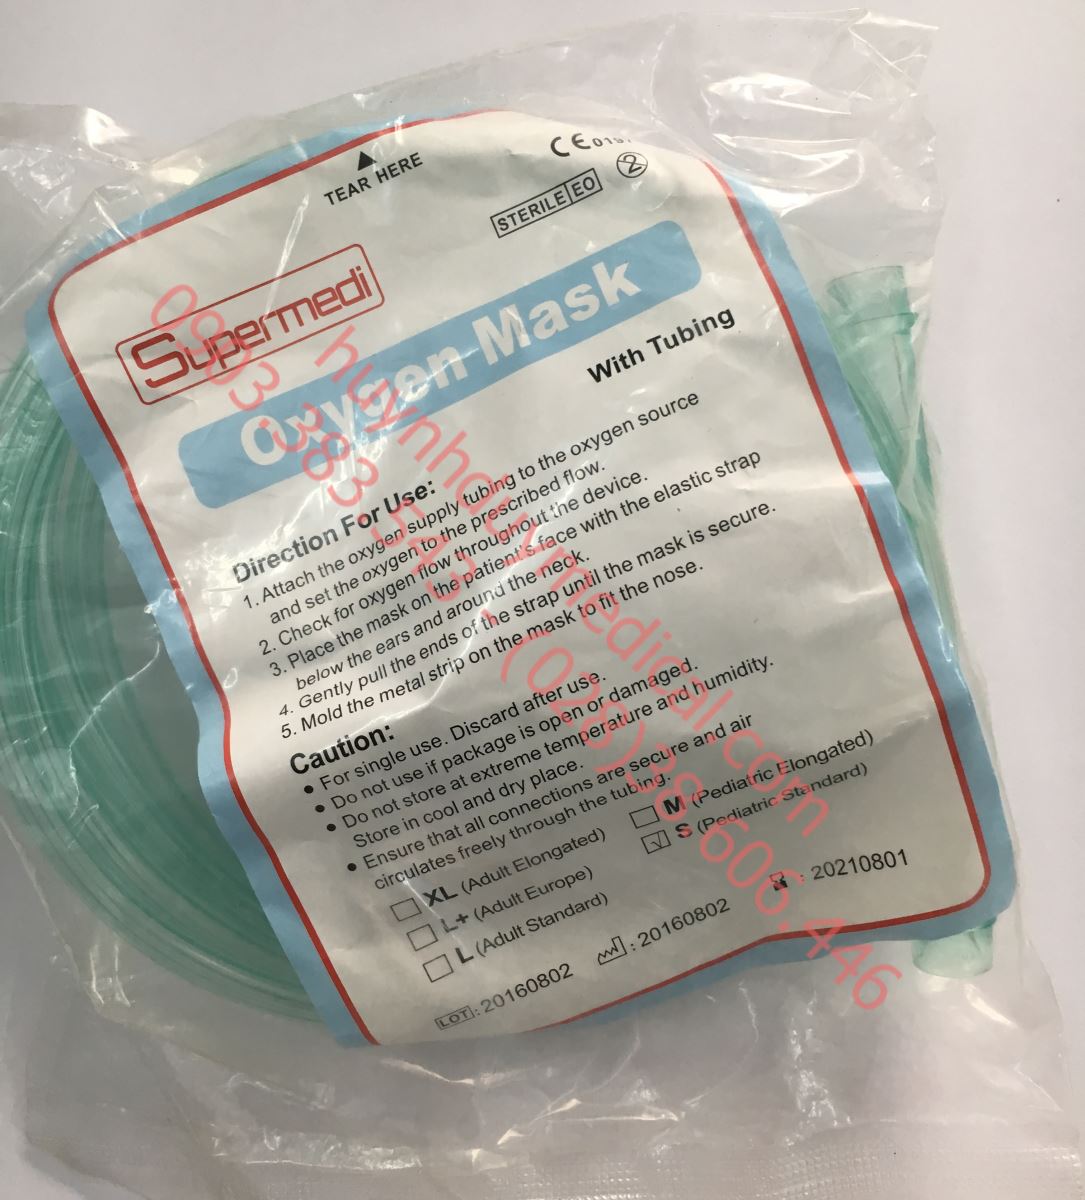 TEAR HERE
STERILE EO
2
Supermedi
Oxygen Mask
With Tubing
Direction For Use:
1. Attach the oxygen supply tubing to the oxygen source
and set the oxygen to the prescribed flow.
2. Check for oxygen flow throughout the device.
3. Place the mask on the patient's face with the elastic strap
below the ears and around the neck.
4. Gently pull the ends of the strap until the mask is secure.
5. Mold the metal strip on the mask to fit the nose.
Caution:
• For single use. Discard after use.
• Do not use if package is open or damaged.
• Do not store at extreme temperature and humidity.
Store in cool and dry place.
• Ensure that all connections are secure and air
circulates freely through the tubing.
XL (Adult Elongated)
L+ (Adult Europe)
L (Adult Standard)
M (Pediatric Elongated)
S (Pediatric Standard)
LOT: 20160802
: 20160802
: 20210801
huynhduymedical.com
0903.383.543 - (028)38.606.446